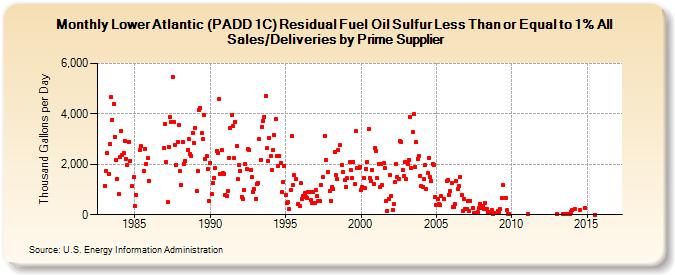 Monthly Lower Atlantic (PADD 1C) Residual Fuel Oil Sulfur Less Than or Equal to 1% All
Sales/Deliveries by Prime Supplier
Thousand Gallons per Day
6,000
4,000
2,000
0
1985
1990
1995
2000
2005
2010
2015
Source: U.S. Energy Information Administration